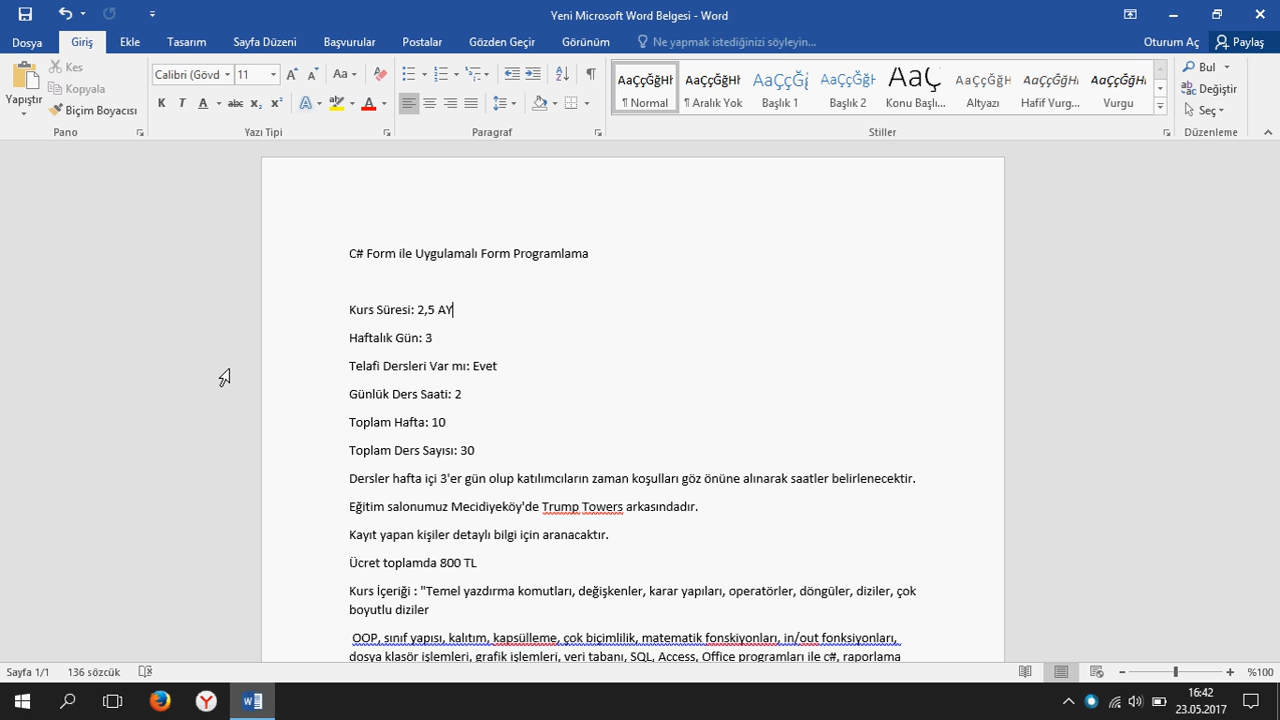 Yeni Microsoft Word Belgesi - Word
Dosya Giriş Ekle Tasarım Sayfa Düzeni Başvurular Postalar Gözden Geçir Görünüm Ne yapmak istediğinizi söyleyin... Oturum Aç Paylaş
Yapıştır
Kes
Kopyala
Biçim Boyacısı
Pano
Calibri (Gövd 11
Yazı Tipi
Paragraf
¶ Normal ¶ Aralık Yok Başlık 1 Başlık 2 Konu Başlı... Altyazı Hafif Vurg... Vurgu
Stiller
Bul
Değiştir
Seç
Düzenleme
C# Form ile Uygulamalı Form Programlama
Kurs Süresi: 2,5 AY
Haftalık Gün: 3
Telafi Dersleri Var mı: Evet
Günlük Ders Saati: 2
Toplam Hafta: 10
Toplam Ders Sayısı: 30
Dersler hafta içi 3'er gün olup katılımcıların zaman koşulları göz önüne alınarak saatler belirlenecektir.
Eğitim salonumuz Mecidiyeköy'de Trump Towers arkasındadır.
Kayıt yapan kişiler detaylı bilgi için aranacaktır.
Ücret toplamda 800 TL
Kurs İçeriği : "Temel yazdırma komutları, değişkenler, karar yapıları, operatörler, döngüler, diziler, çok
boyutlu diziler
OOP, sınıf yapısı, kalıtım, kapsülleme, çok biçimlilik, matematik fonskiyonları, in/out fonksiyonları,
dosya klasör işlemleri, grafik işlemleri, veri tabanı, SQL, Access, Office programları ile c#, raporlama
Sayfa 1/1 136 sözcük %100
16:42
23.05.2017